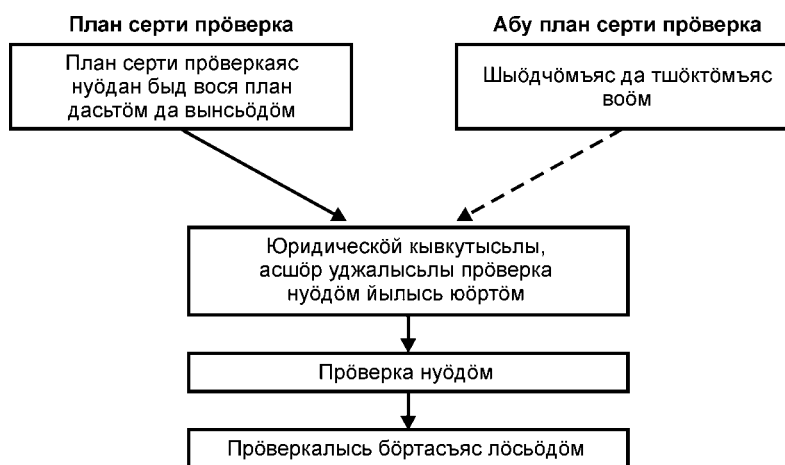 План серти прӧверка
Абу план серти прӧверка
План серти прӧверкаяс
нуӧдан быд вося план
дасьтӧм да вынсьӧдӧм
Шыӧдчӧмъяс да тшӧктӧмъяс
воӧм
Юридическӧй кывкутысьлы,
асшӧр уджалысьлы прӧверка
нуӧдӧм йылысь юӧртӧм
Прӧверка нуӧдӧм
Прӧверкалысь бӧртасъяс лӧсьӧдӧм